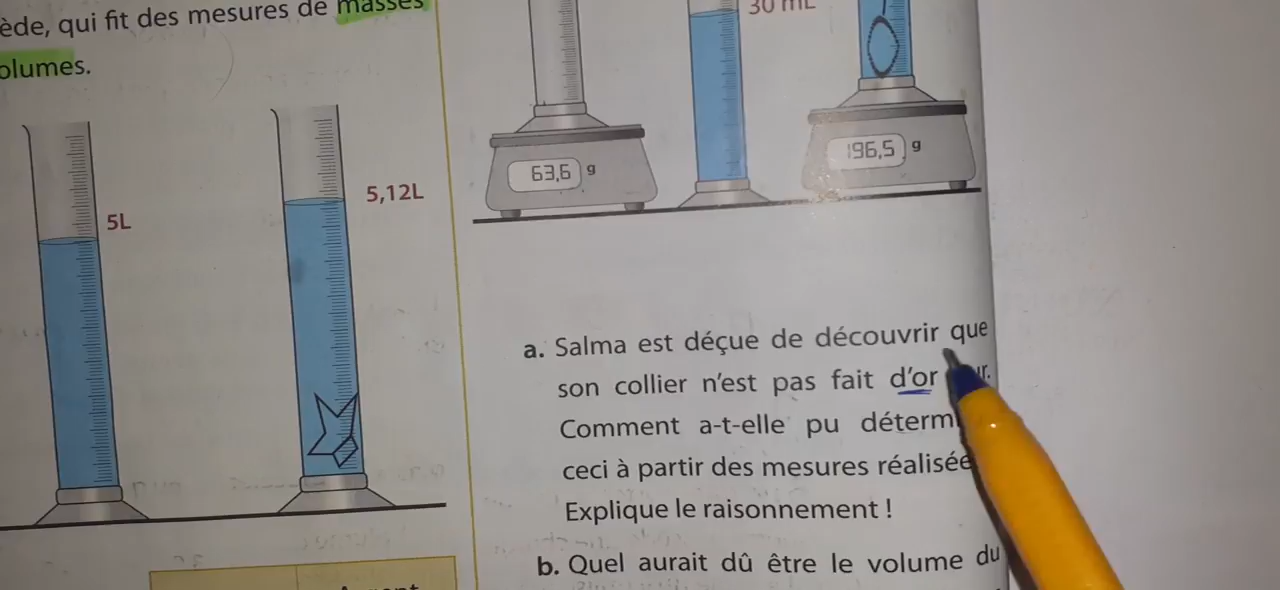 qui fit des mesures de masses
olumes.
5L
5,12L
30 mL
63,6 g
196,5 g
a. Salma est déçue de découvrir que
son collier n'est pas fait d'or
Comment a-t-elle pu déterm
ceci à partir des mesures réalisée
Explique le raisonnement !
b. Quel aurait dû être le volume du